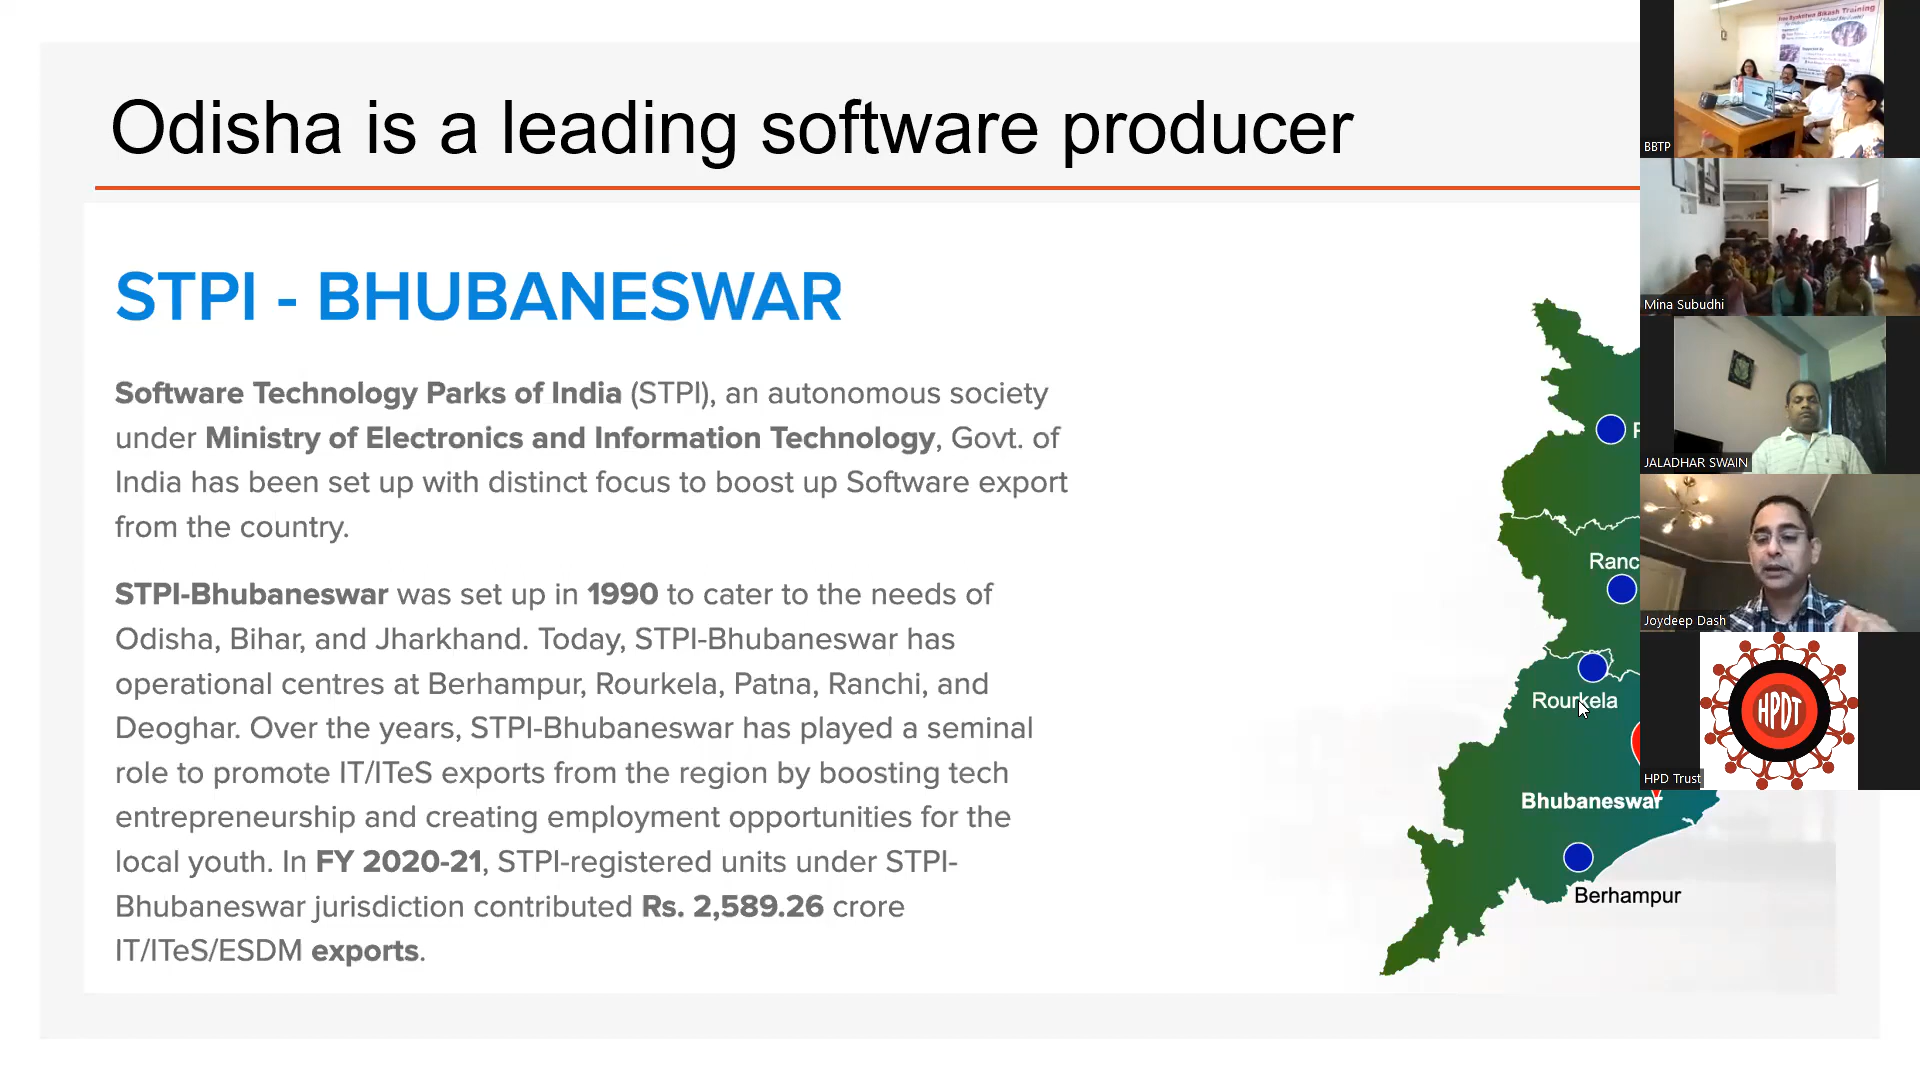 Odisha is a leading software producer
STPI - BHUBANESWAR
Software Technology Parks of India (STPI), an autonomous society
under Ministry of Electronics and Information Technology, Govt. of
India has been set up with distinct focus to boost up Software export
from the country.
STPI-Bhubaneswar was set up in 1990 to cater to the needs of
Odisha, Bihar, and Jharkhand. Today, STPI-Bhubaneswar has
operational centres at Berhampur, Rourkela, Patna, Ranchi, and
Deoghar. Over the years, STPI-Bhubaneswar has played a seminal
role to promote IT/ITeS exports from the region by boosting tech
entrepreneurship and creating employment opportunities for the
local youth. In FY 2020-21, STPI-registered units under STPI-
Bhubaneswar jurisdiction contributed Rs. 2,589.26 crore
IT/ITeS/ESDM exports.
P
Ranc
Rourkela
Bhubaneswar
Berhampur
Free Byaktitwa Bikash Training
BBTP
Mina Subudhi
JALADHAR SWAIN
Joydeep Dash
HPDT
HPD Trust